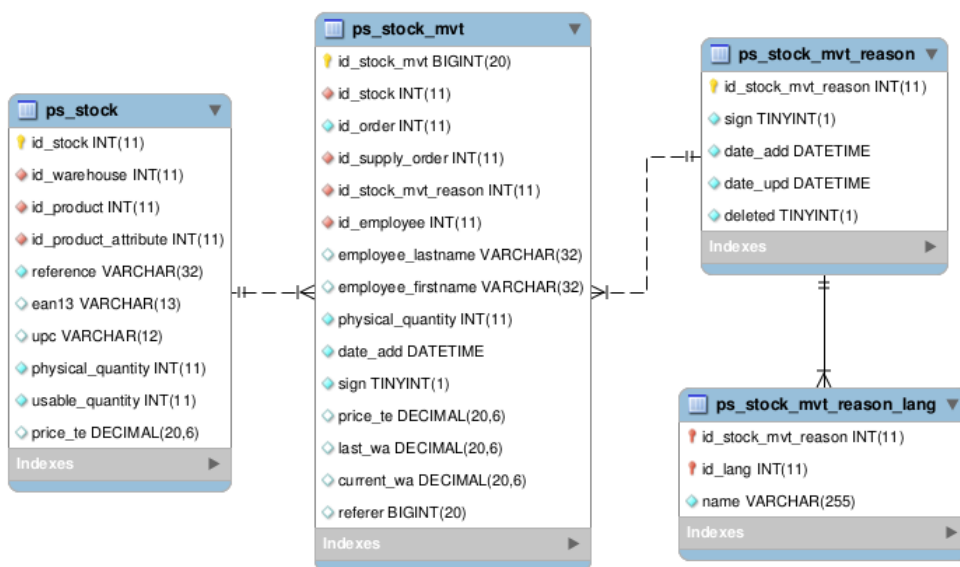 ps_stock
id_stock INT(11)
id_warehouse INT(11)
id_product INT(11)
id_product_attribute INT(11)
reference VARCHAR(32)
ean13 VARCHAR(13)
upc VARCHAR(12)
physical_quantity INT(11)
usable_quantity INT(11)
price_te DECIMAL(20,6)
Indexes
ps_stock_mvt
id_stock_mvt BIGINT(20)
id_stock INT(11)
id_order INT(11)
id_supply_order INT(11)
id_stock_mvt_reason INT(11)
id_employee INT(11)
employee_lastname VARCHAR(32)
employee_firstname VARCHAR(32)
physical_quantity INT(11)
date_add DATETIME
sign TINYINT(1)
price_te DECIMAL(20,6)
last_wa DECIMAL(20,6)
current_wa DECIMAL(20,6)
referer BIGINT(20)
Indexes
ps_stock_mvt_reason
id_stock_mvt_reason INT(11)
sign TINYINT(1)
date_add DATETIME
date_upd DATETIME
deleted TINYINT(1)
Indexes
ps_stock_mvt_reason_lang
id_stock_mvt_reason INT(11)
id_lang INT(11)
name VARCHAR(255)
Indexes